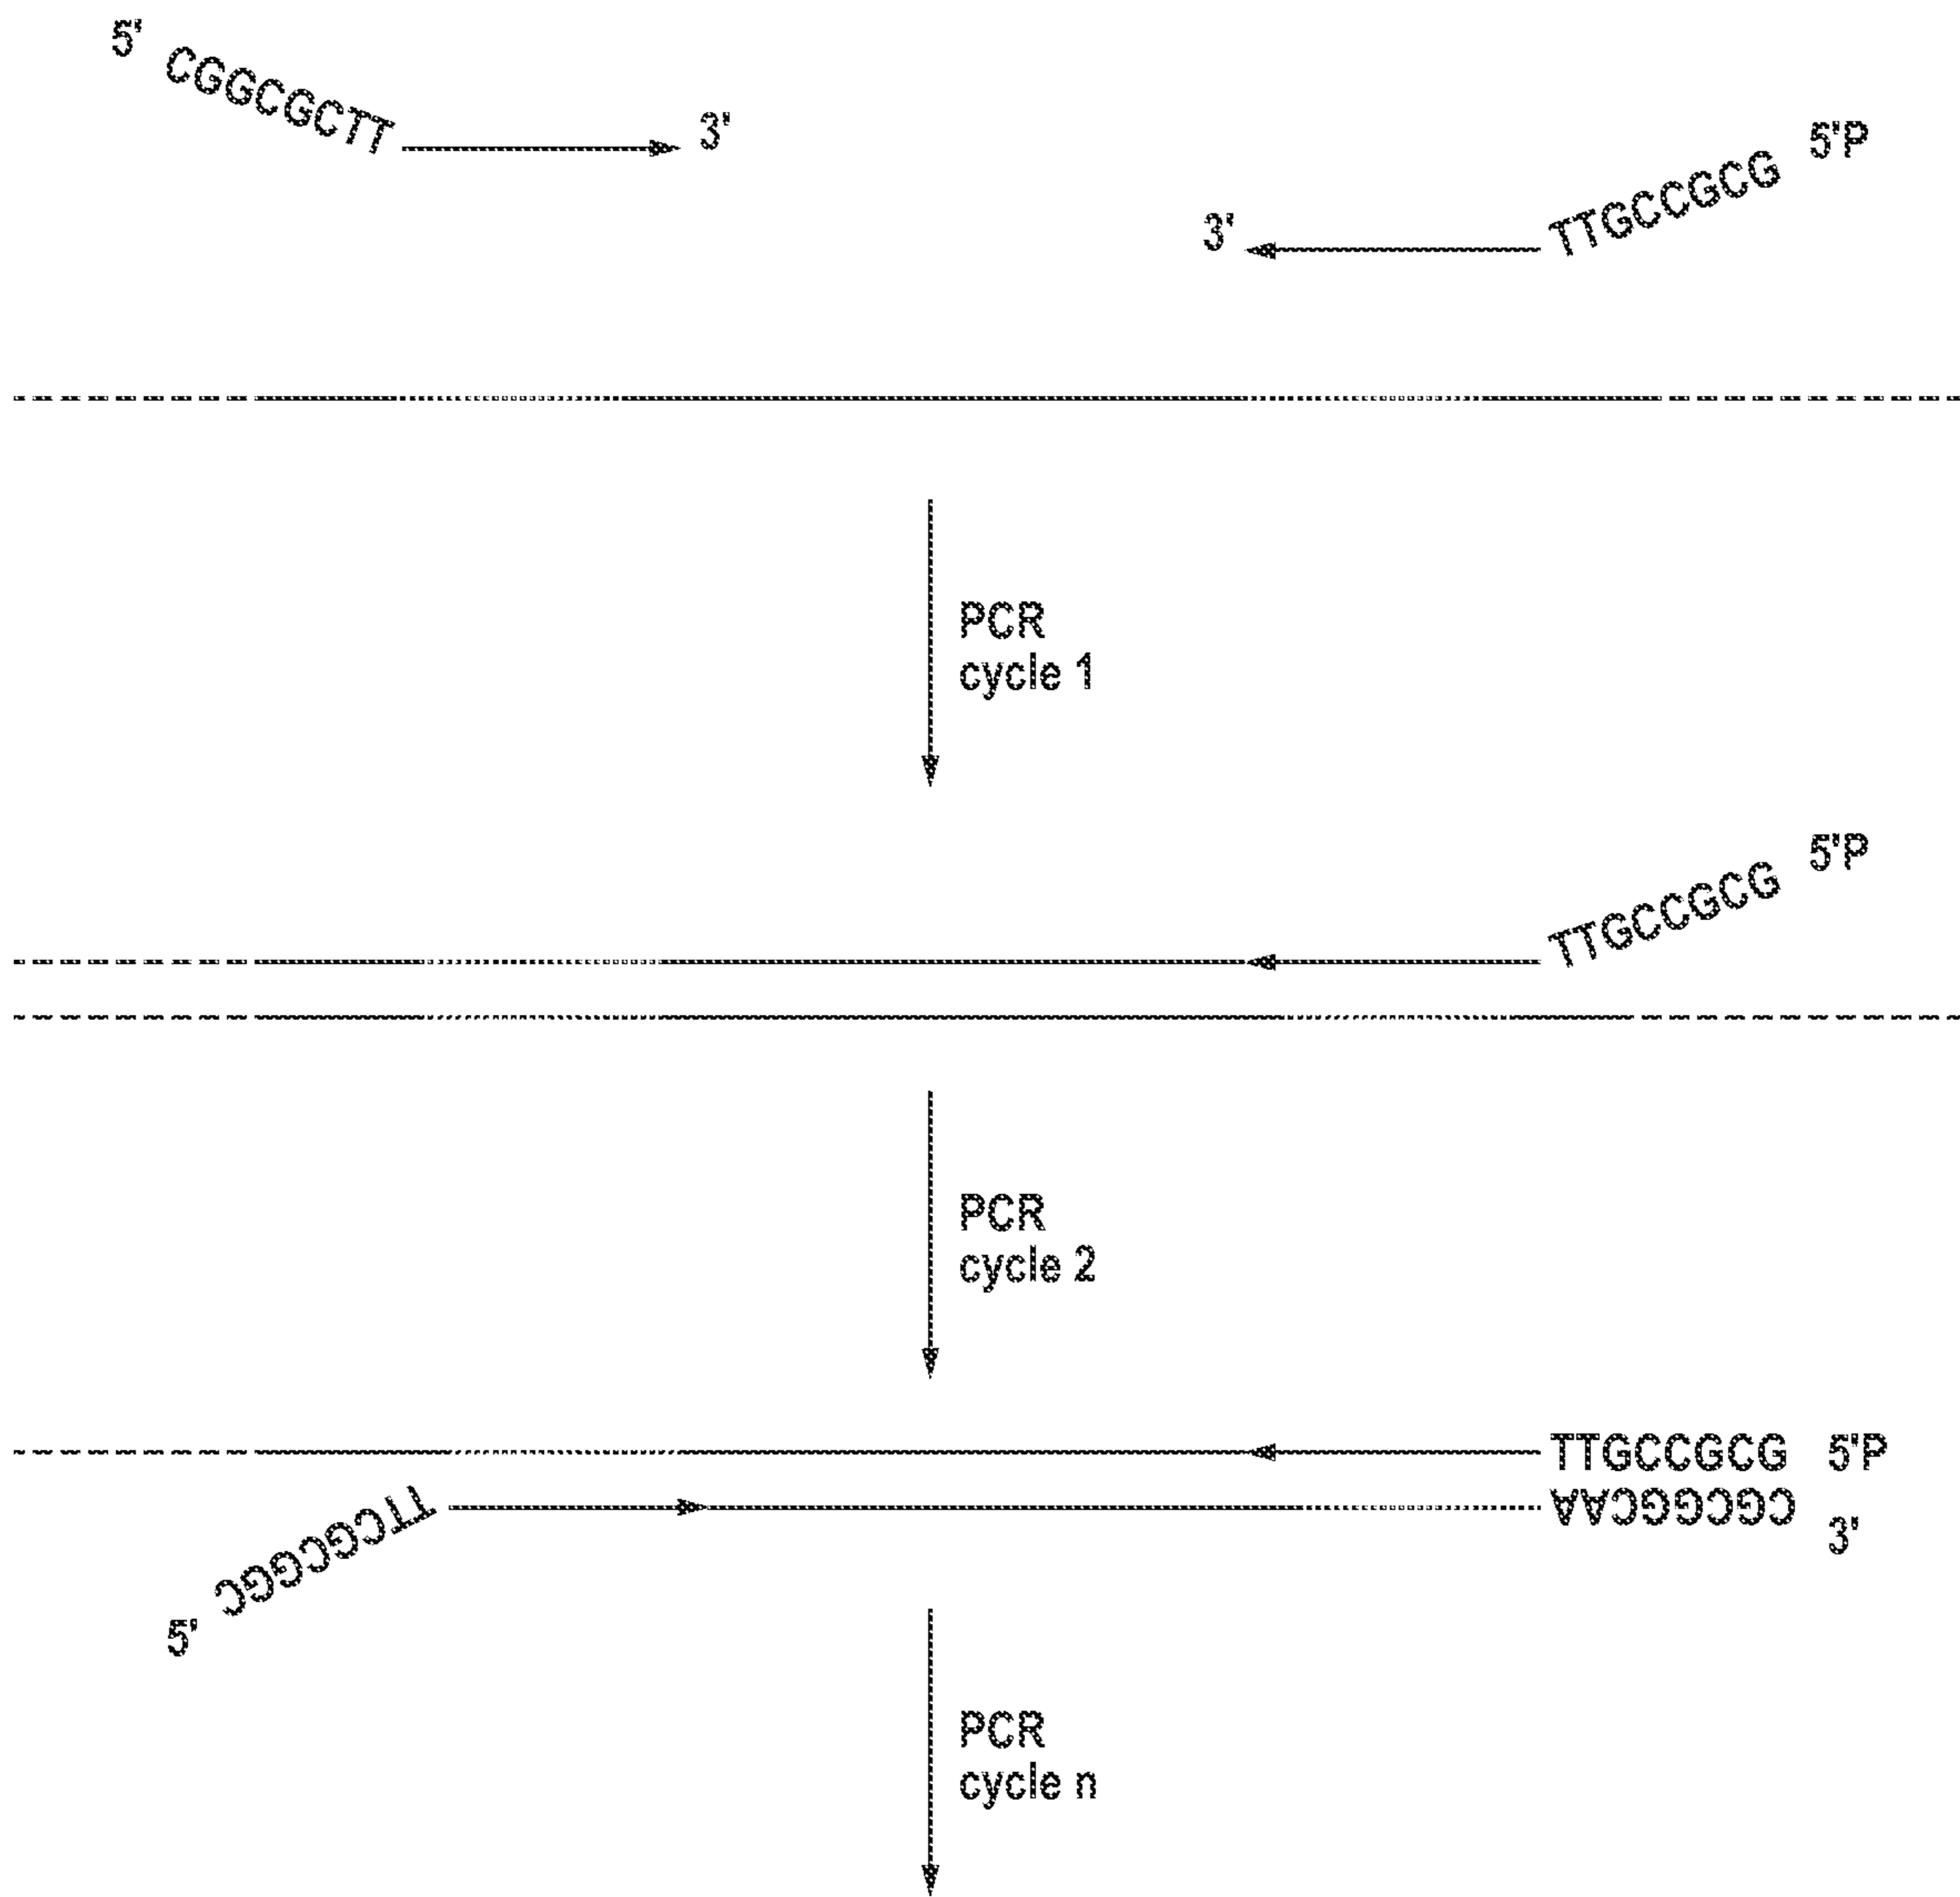 5' CGGCGCTT 3'
3' TTGCCGCG 5'P
PCR
cycle 1
TTGCCGCG 5'P
PCR
cycle 2
TTGCCGCG 5'P
CGCGGCAA 3'
TTCGCGGC 5'
PCR
cycle n